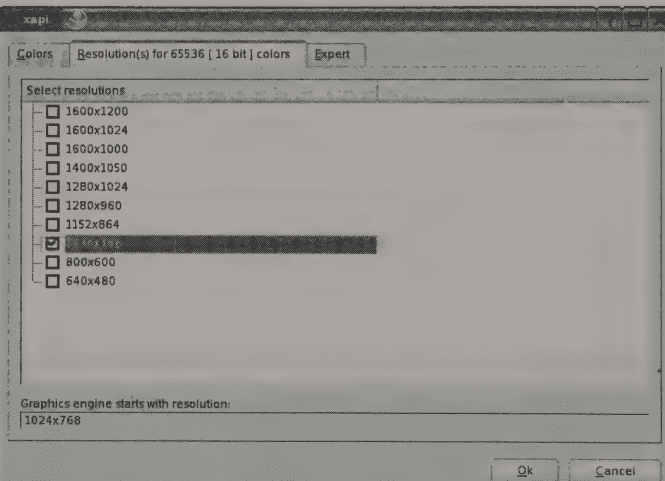 xapi
Colors Resolution(s) for 65536 [ 16 bit ] colors Expert
Select resolutions
1600x1200
1600x1024
1600x1000
1400x1050
1280x1024
1280x960
1152x864
800x600
640x480
Graphics engine starts with resolution:
1024x768
Ok Cancel